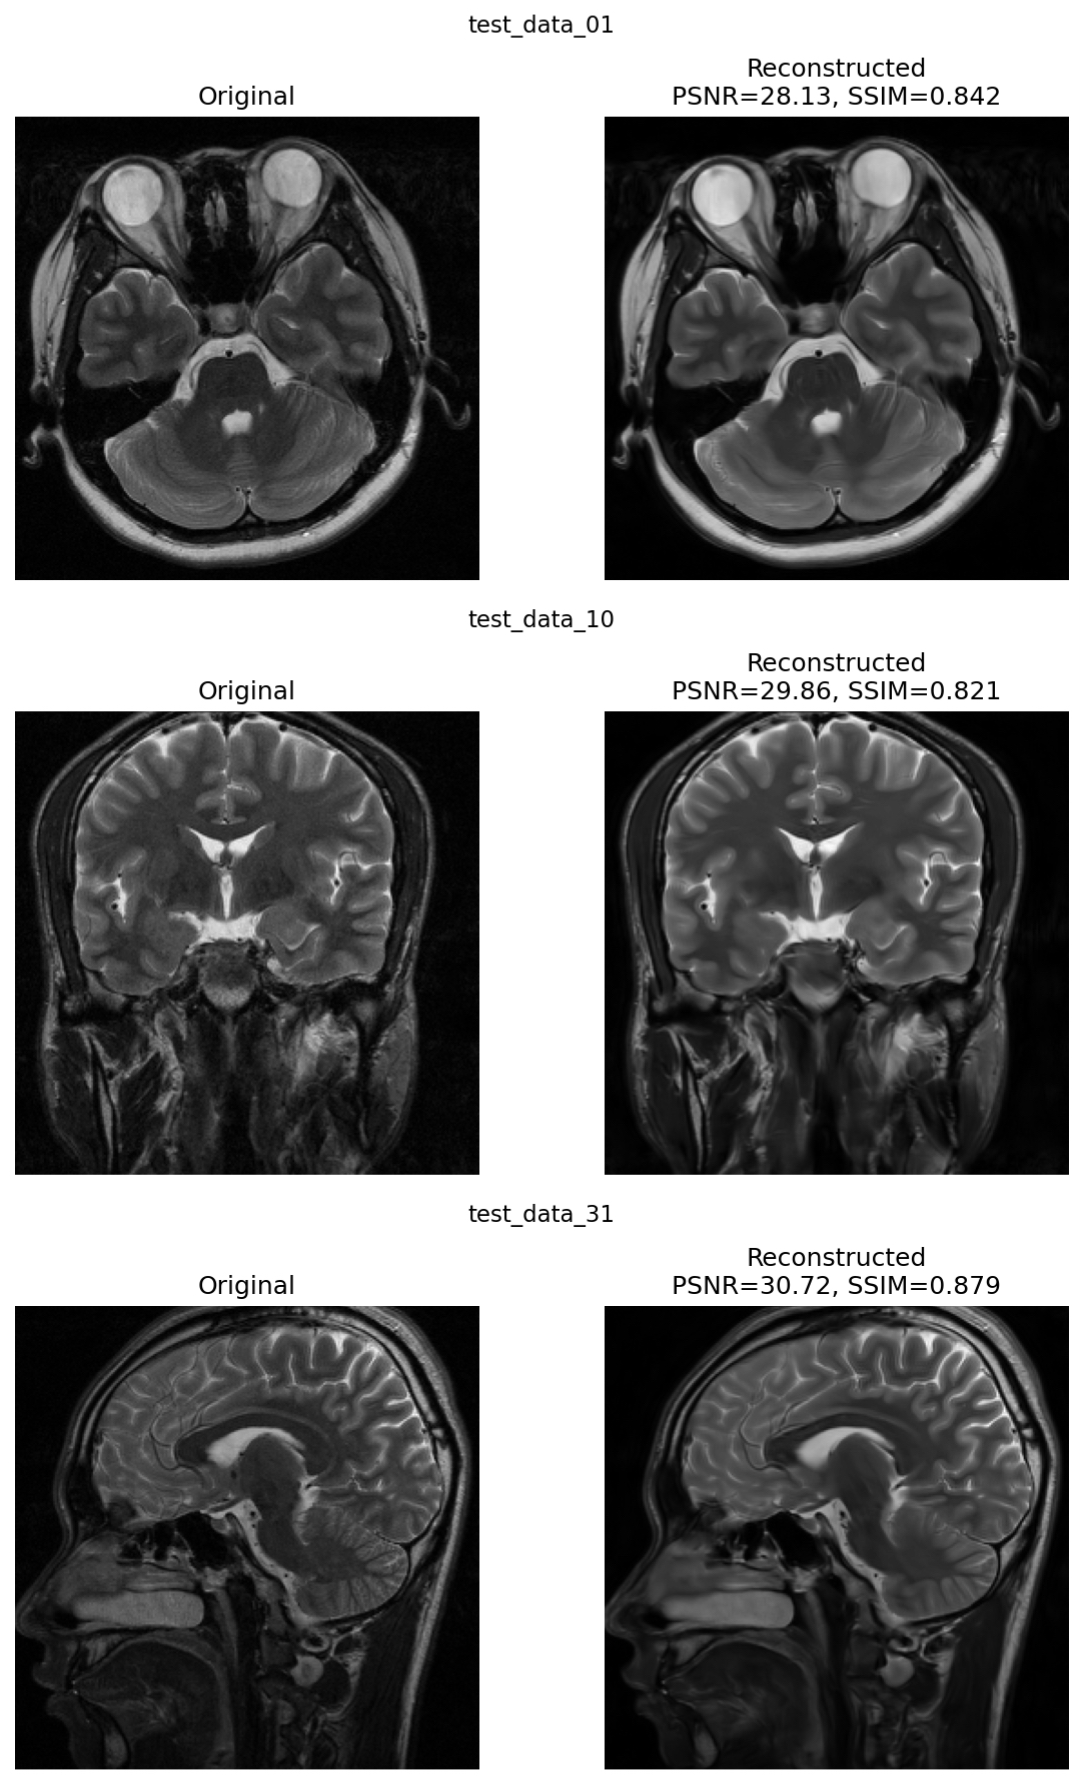 test_data_01
Original
Reconstructed
PSNR=28.13, SSIM=0.842
test_data_10
Original
Reconstructed
PSNR=29.86, SSIM=0.821
test_data_31
Original
Reconstructed
PSNR=30.72, SSIM=0.879